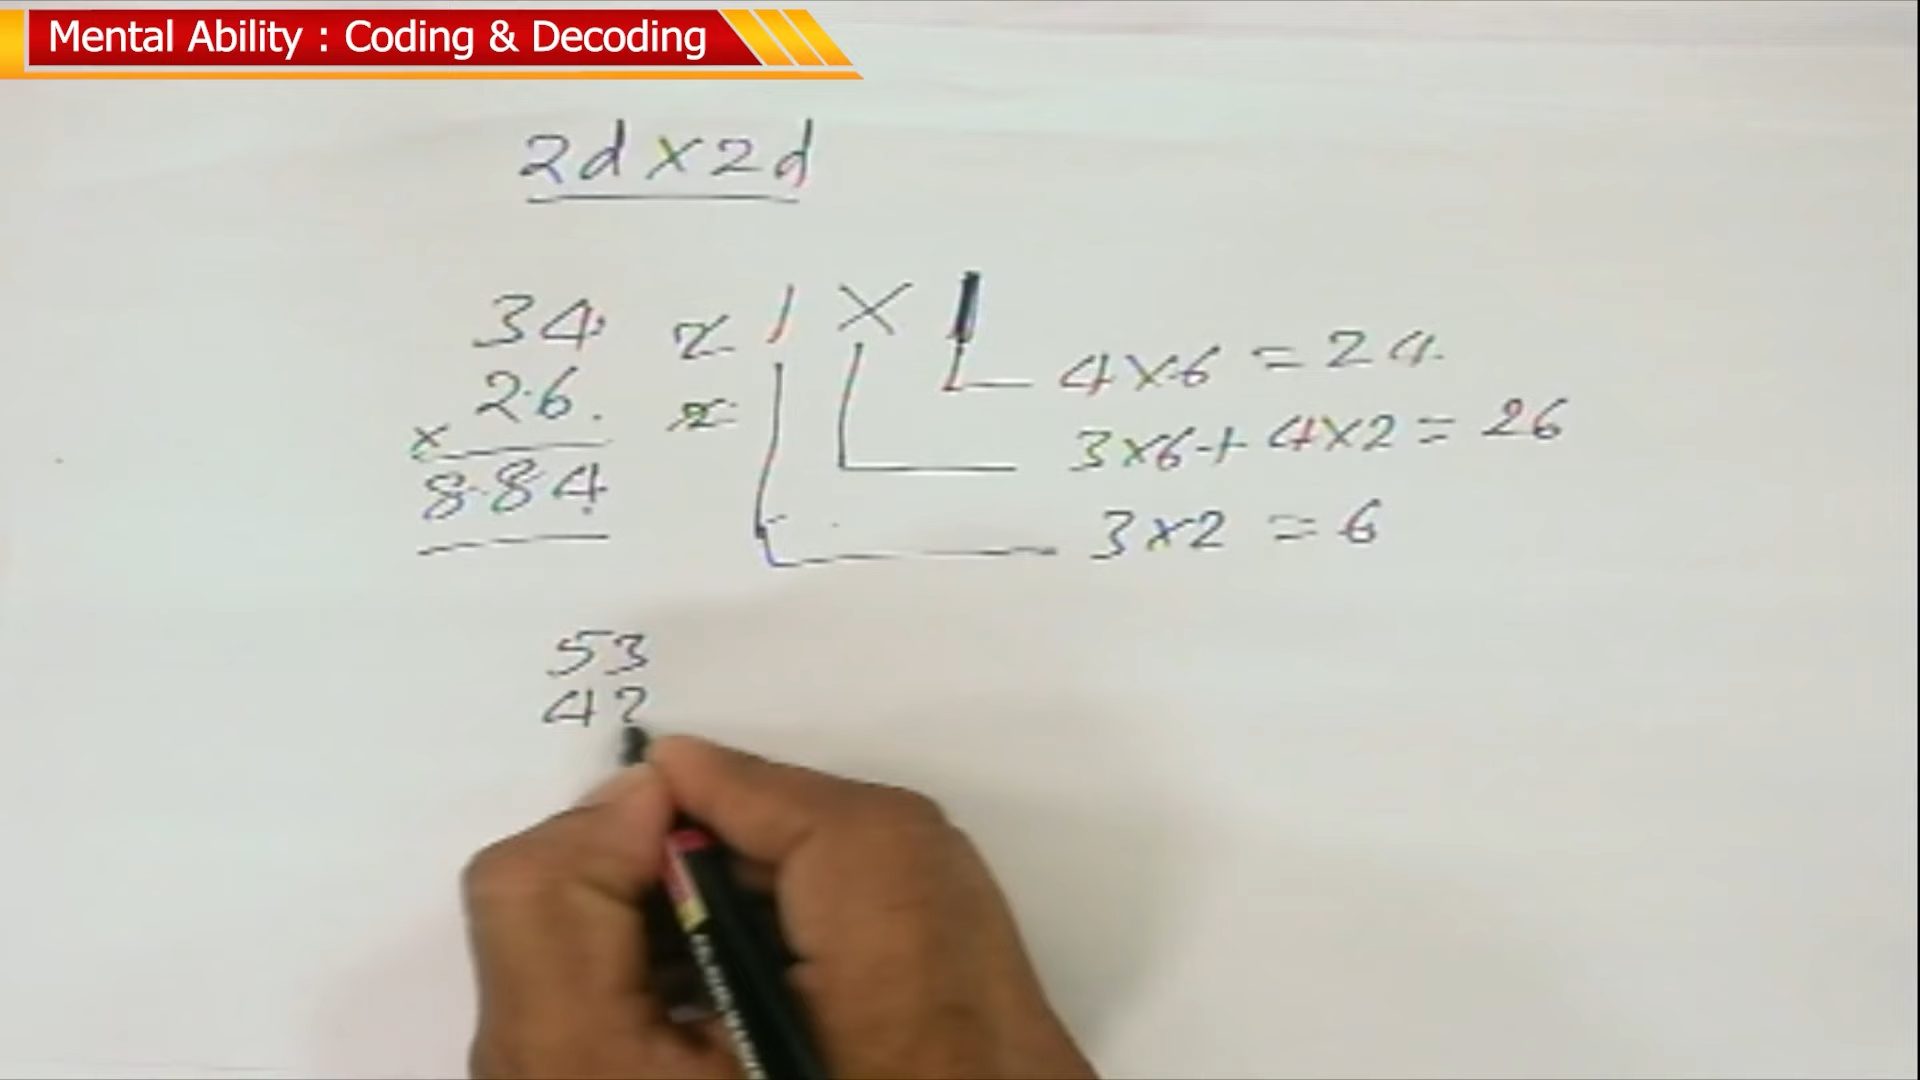 Mental Ability : Coding & Decoding
2d x 2d
34
26
x
884
1 X 1
4x6 = 24
3x6+4x2 = 26
3x2 = 6
53
42